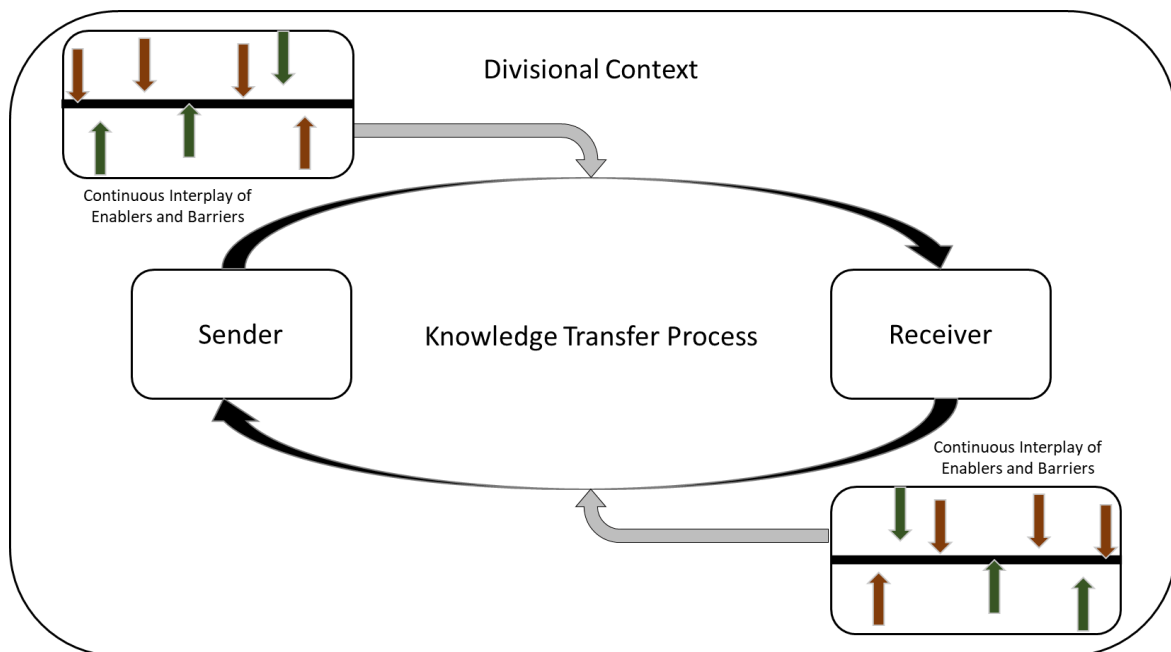 Divisional Context
Continuous Interplay of
Enablers and Barriers
Sender
Knowledge Transfer Process
Receiver
Continuous Interplay of
Enablers and Barriers